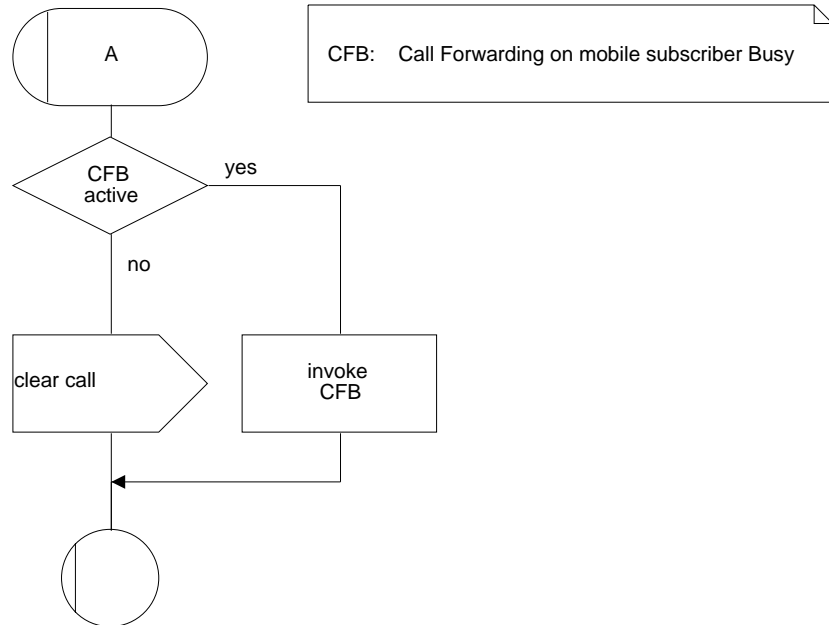 A
CFB: Call Forwarding on mobile subscriber Busy
CFB
active
yes
no
clear call
invoke
CFB